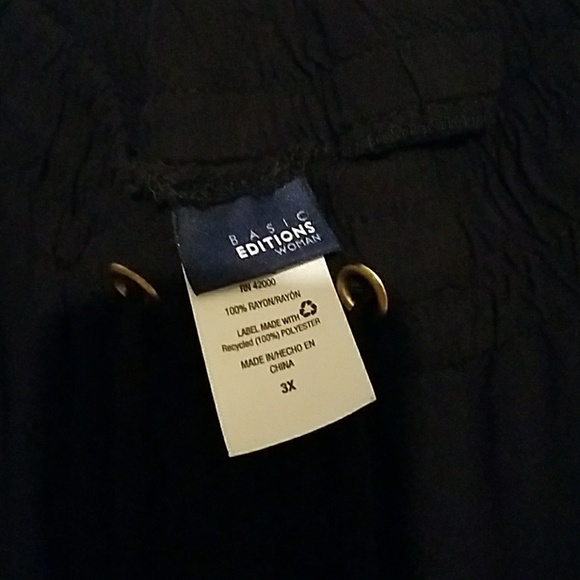 BASIC
EDITIONS
WOMAN
RN 42000
100% RAYON/RAYÓN
LABEL MADE WITH
Recycled (100%) POLYESTER
MADE IN/HECHO EN
CHINA
3X